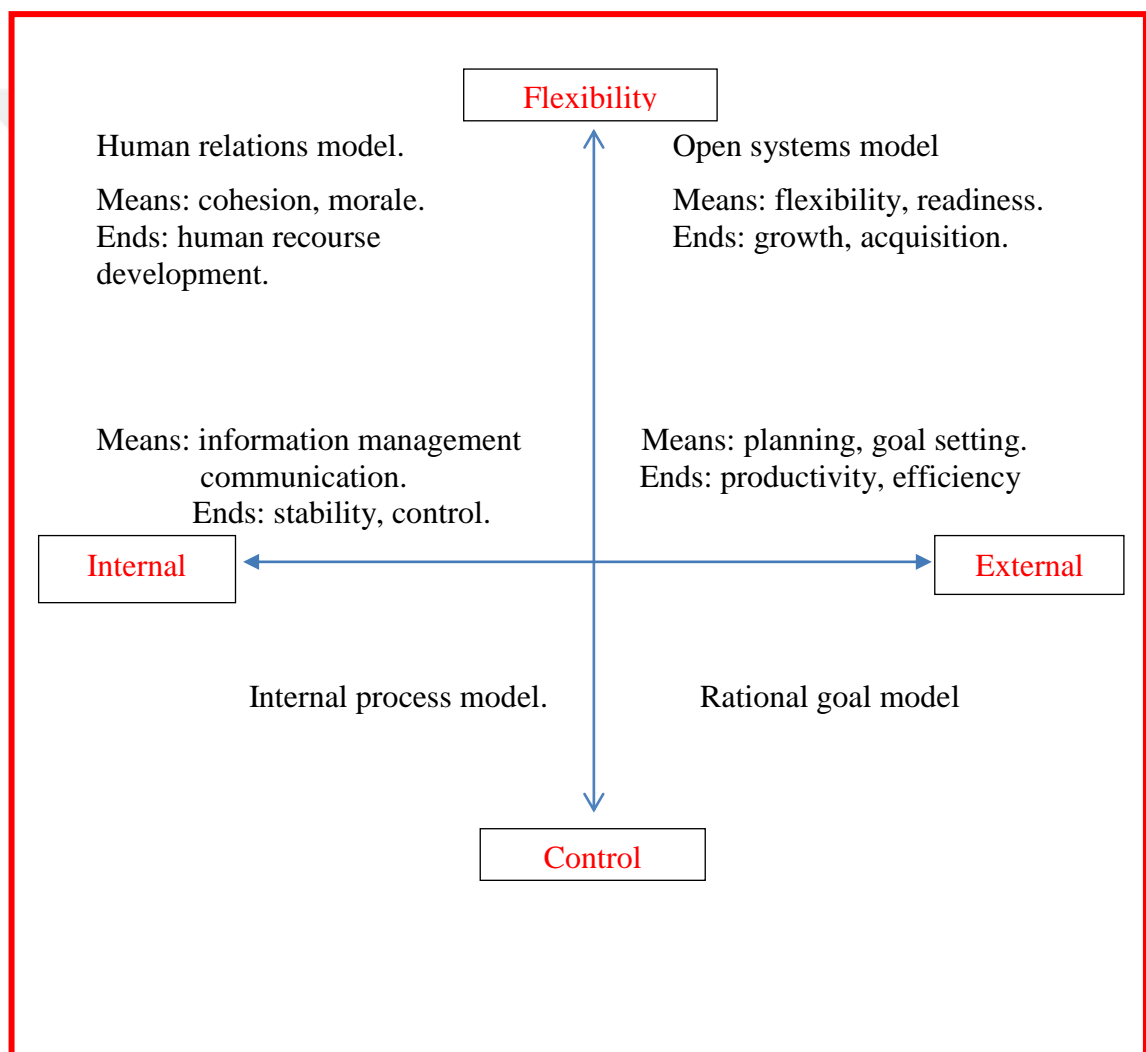 Flexibility
Human relations model.
Open systems model
Means: cohesion, morale.
Ends: human recourse
development.
Means: flexibility, readiness.
Ends: growth, acquisition.
Means: information management
communication.
Ends: stability, control.
Means: planning, goal setting.
Ends: productivity, efficiency
Internal
External
Internal process model.
Rational goal model
Control